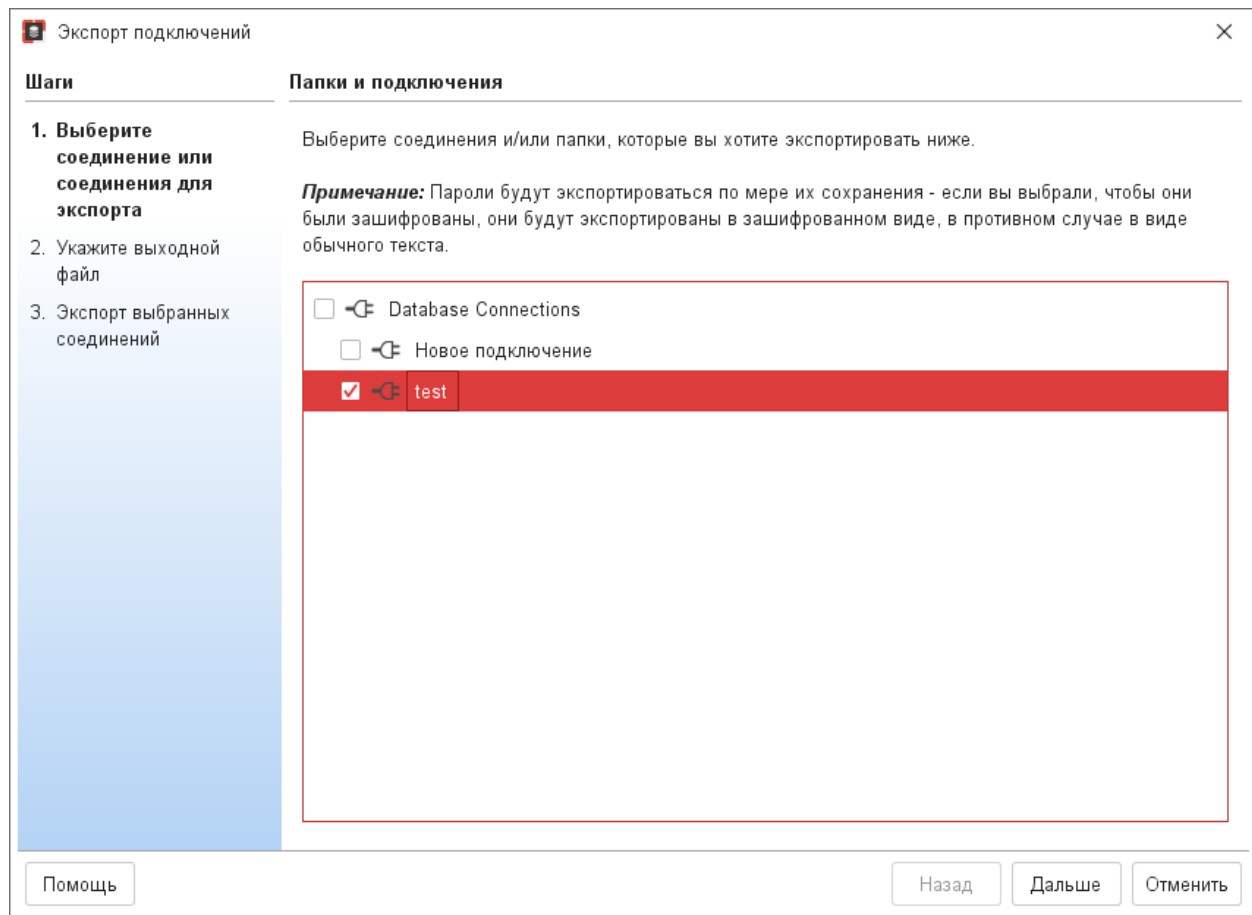 Экспорт подключений
Шаги
1. Выберите
соединение или
соединения для
экспорта
2. Укажите выходной
файл
3. Экспорт выбранных
соединений
Папки и подключения
Выберите соединения и/или папки, которые вы хотите экспортировать ниже.
Примечание: Пароли будут экспортироваться по мере их сохранения - если вы выбрали, чтобы они
были зашифрованы, они будут экспортированы в зашифрованном виде, в противном случае в виде
обычного текста.
Database Connections
Новое подключение
test
Помощь
Назад
Дальше
Отменить